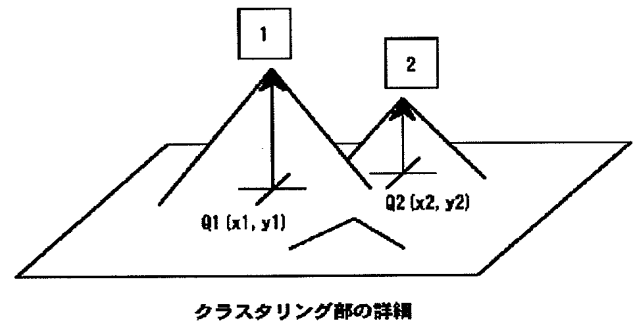 1
2
Q1(x1, y1)
Q2(x2, y2)
クラスタリング部の詳細